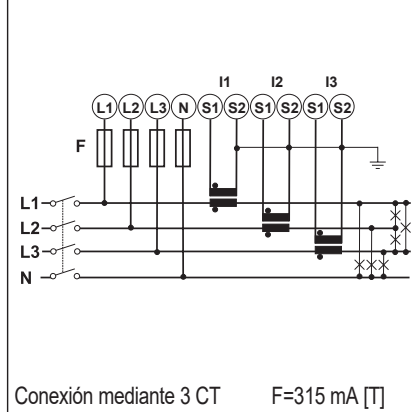 I1 I2 I3
L1 L2 L3 N S1 S2 S1 S2 S1 S2
F
L1
L2
L3
N
Conexión mediante 3 CT F=315 mA [T]